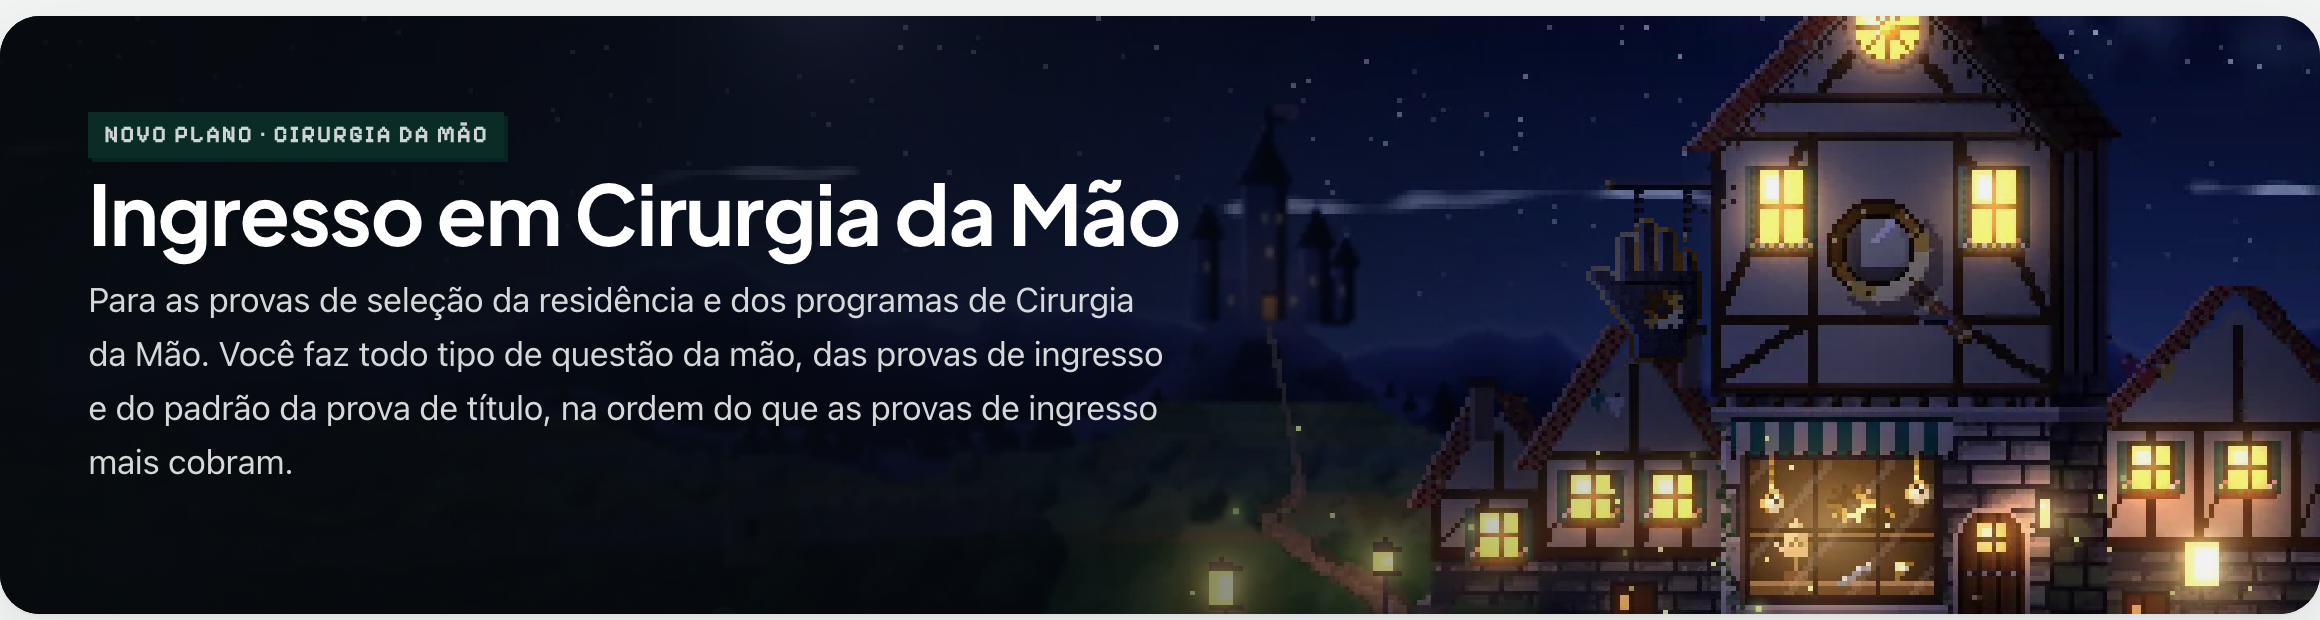 NOVO PLANO · CIRURGIA DA MÃO
Ingresso em Cirurgia da Mão
Para as provas de seleção da residência e dos programas de Cirurgia
da Mão. Você faz todo tipo de questão da mão, das provas de ingresso
e do padrão da prova de título, na ordem do que as provas de ingresso
mais cobram.